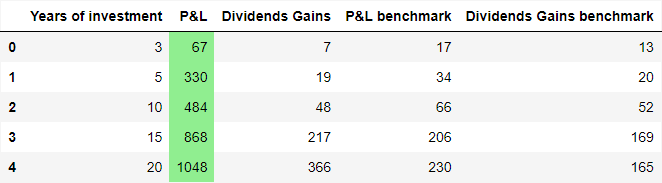 Years of investment P&L Dividends Gains P&L benchmark Dividends Gains benchmark
0 3 67 7 17 13
1 5 330 19 34 20
2 10 484 48 66 52
3 15 868 217 206 169
4 20 1048 366 230 165